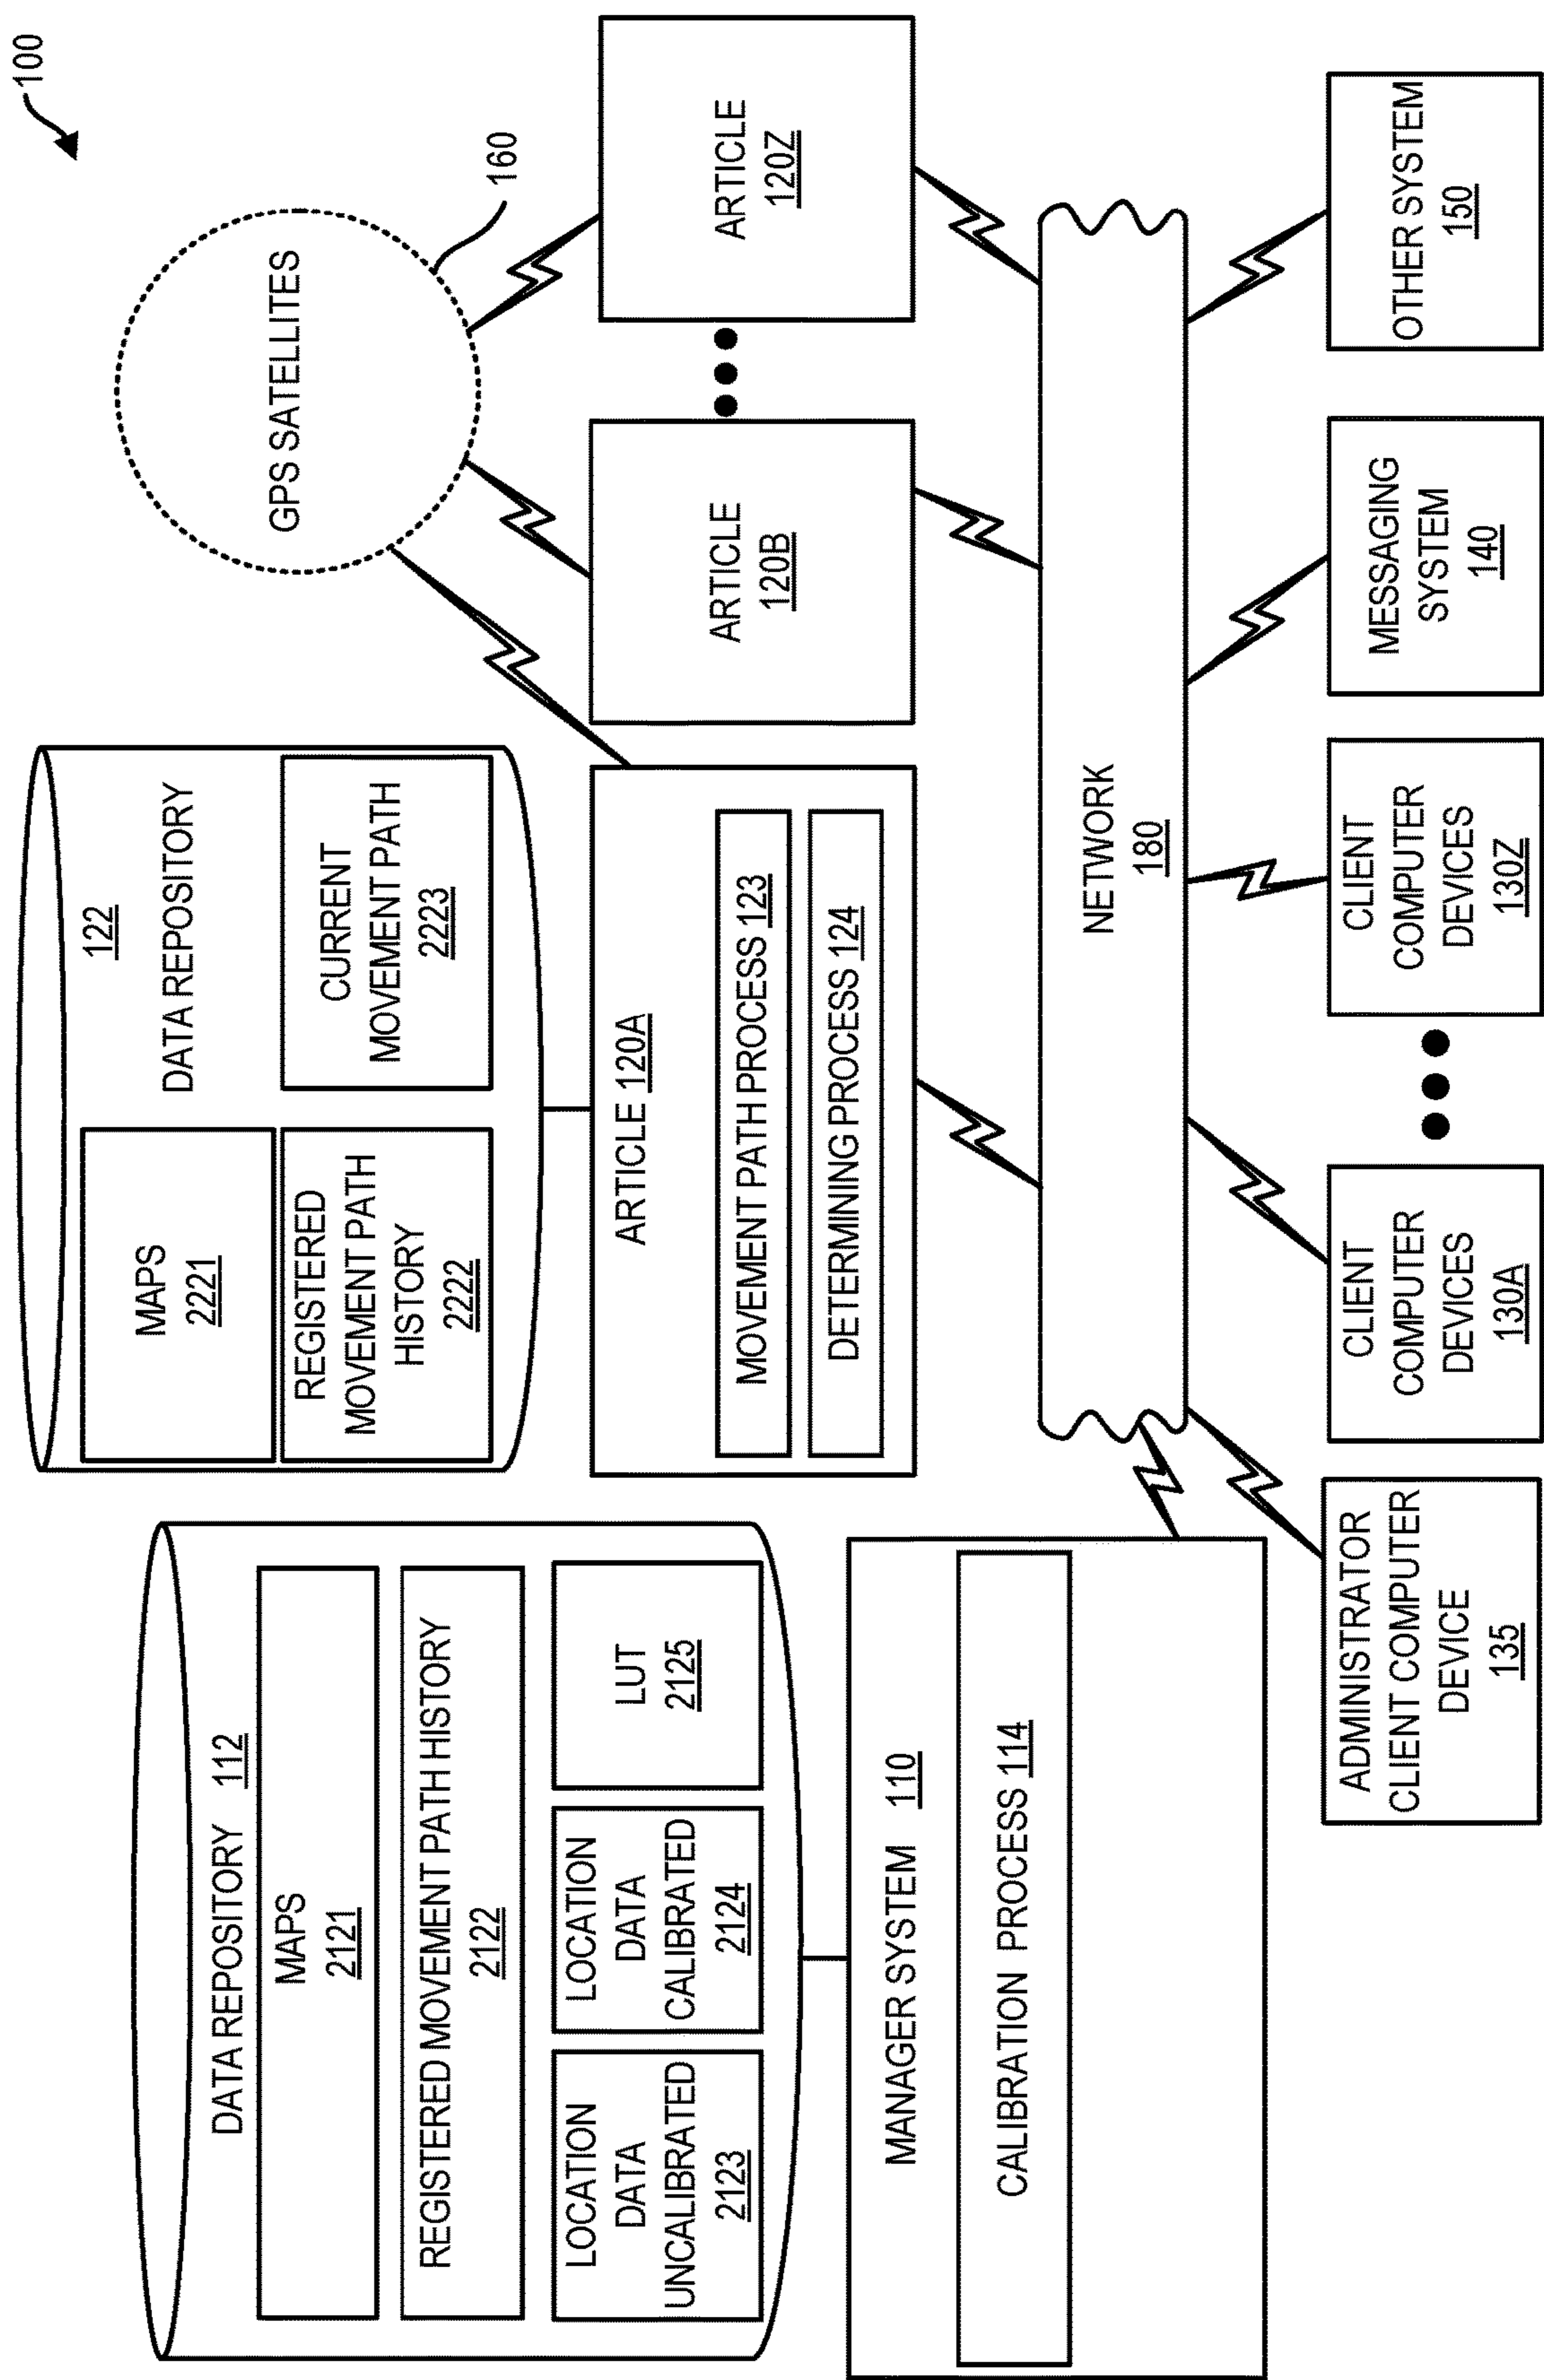 100
DATA REPOSITORY 112
MAPS
2121
REGISTERED MOVEMENT PATH HISTORY
2122
LOCATION
DATA
UNCALIBRATED
2123
LOCATION
DATA
CALIBRATED
2124
LUT
2125
MANAGER SYSTEM 110
CALIBRATION PROCESS 114
122
DATA REPOSITORY
MAPS
2221
REGISTERED
MOVEMENT PATH
HISTORY
2222
CURRENT
MOVEMENT PATH
2223
ARTICLE 120A
MOVEMENT PATH PROCESS 123
DETERMINING PROCESS 124
GPS SATELLITES
160
ARTICLE
120B
ARTICLE
120Z
NETWORK
180
ADMINISTRATOR
CLIENT COMPUTER
DEVICE
135
CLIENT
COMPUTER
DEVICES
130A
CLIENT
COMPUTER
DEVICES
130Z
MESSAGING
SYSTEM
140
OTHER SYSTEM
150